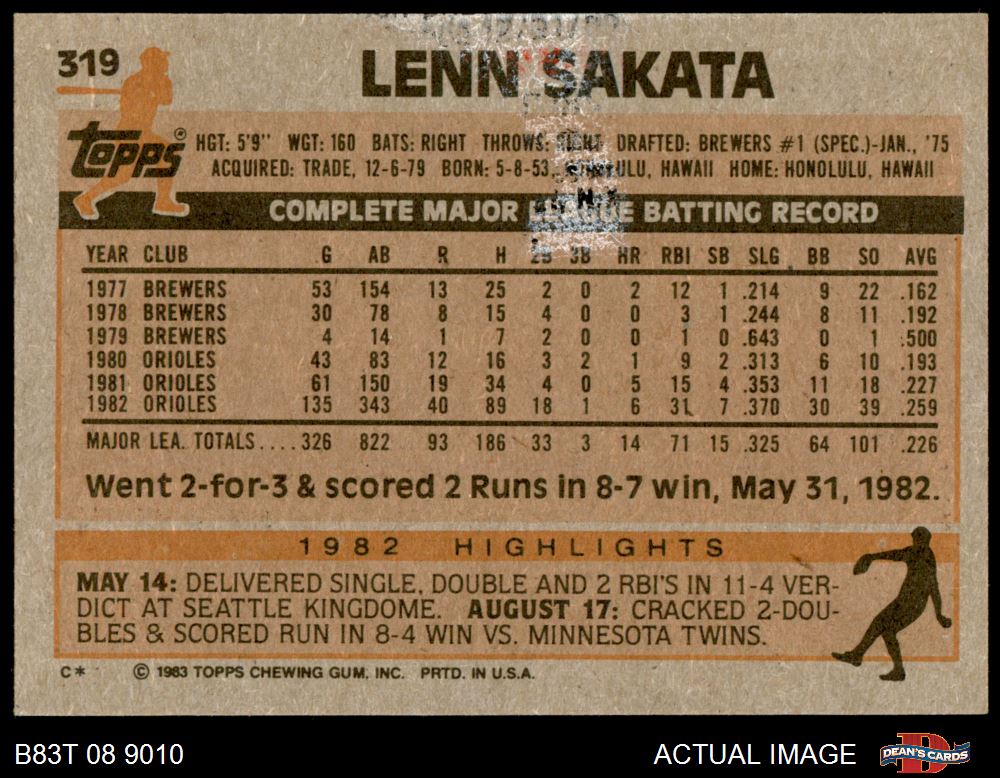 319
LENN SAKATA
Topps®
HGT: 5'9" WGT: 160 BATS: RIGHT THROWS: RIGHT DRAFTED: BREWERS #1 (SPEC.)-JAN., '75
ACQUIRED: TRADE, 12-6-79 BORN: 5-8-53, HONOLULU, HAWAII HOME: HONOLULU, HAWAII
COMPLETE MAJOR LEAGUE BATTING RECORD
YEAR CLUB G AB R H 2B 3B HR RBI SB SLG BB SO AVG
1977 BREWERS 53 154 13 25 2 0 2 12 1 .214 9 22 .162
1978 BREWERS 30 78 8 15 4 0 0 3 1 .244 8 11 .192
1979 BREWERS 4 14 1 7 2 0 0 1 0 .643 0 1 .500
1980 ORIOLES 43 83 12 16 3 2 1 9 2 .313 6 10 .193
1981 ORIOLES 61 150 19 34 4 0 5 15 4 .353 11 18 .227
1982 ORIOLES 135 343 40 89 18 1 6 31 7 .370 30 39 .259
MAJOR LEA. TOTALS.... 326 822 93 186 33 3 14 71 15 .325 64 101 .226
Went 2-for-3 & scored 2 Runs in 8-7 win, May 31, 1982.
1982 HIGHLIGHTS
MAY 14: DELIVERED SINGLE, DOUBLE AND 2 RBI'S IN 11-4 VER-
DICT AT SEATTLE KINGDOME. AUGUST 17: CRACKED 2-DOU-
BLES & SCORED RUN IN 8-4 WIN VS. MINNESOTA TWINS.
C* © 1983 TOPPS CHEWING GUM, INC. PRTD. IN U.S.A.
B83T 08 9010 ACTUAL IMAGE DEAN'S CARDS